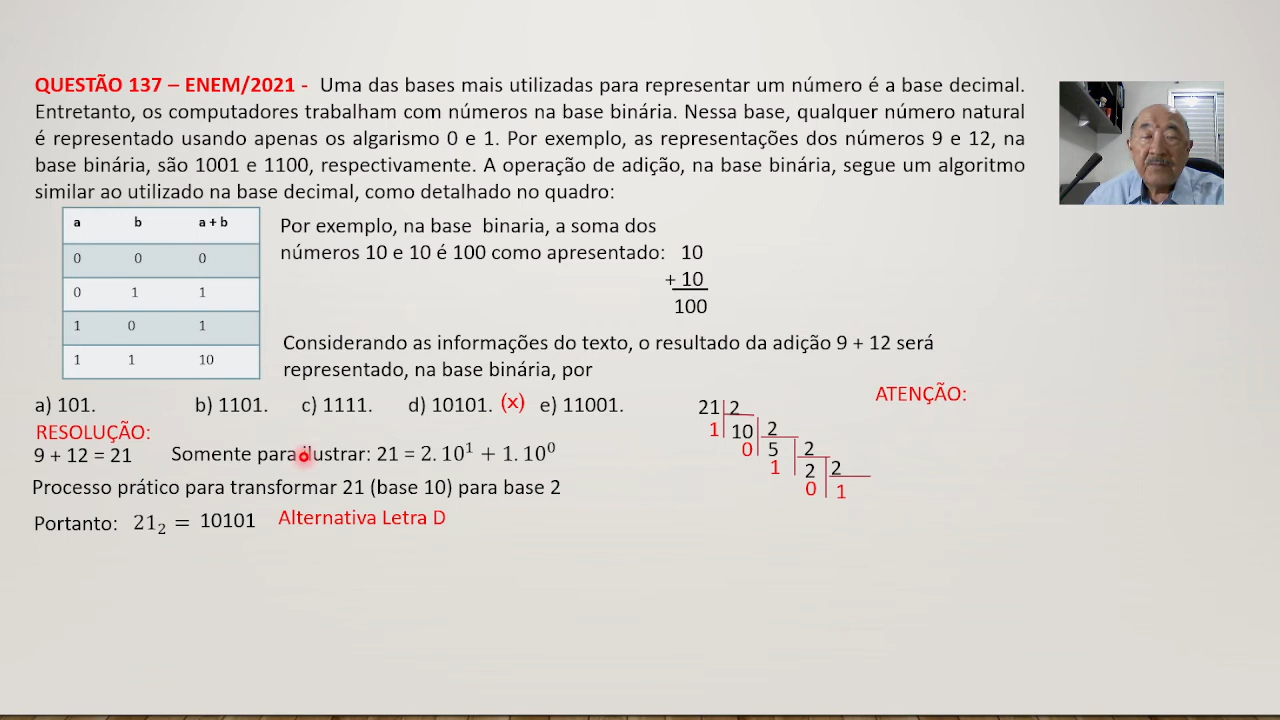 QUESTÃO 137 – ENEM/2021 - Uma das bases mais utilizadas para representar um número é a base decimal.
Entretanto, os computadores trabalham com números na base binária. Nessa base, qualquer número natural
é representado usando apenas os algarismo 0 e 1. Por exemplo, as representações dos números 9 e 12, na
base binária, são 1001 e 1100, respectivamente. A operação de adição, na base binária, segue um algoritmo
similar ao utilizado na base decimal, como detalhado no quadro:
a b a + b
0 0 0
0 1 1
1 0 1
1 1 10
Por exemplo, na base binaria, a soma dos
números 10 e 10 é 100 como apresentado: 10
+ 10
100
Considerando as informações do texto, o resultado da adição 9 + 12 será
representado, na base binária, por
a) 101. b) 1101. c) 1111. d) 10101. (x) e) 11001.
RESOLUÇÃO:
9 + 12 = 21 Somente para ilustrar: 21 = 2. 10¹ + 1. 10⁰
Processo prático para transformar 21 (base 10) para base 2
Portanto: 21₂ = 10101 Alternativa Letra D
ATENÇÃO:
21 2
1 10 2
0 5 2
1 2 2
0 1